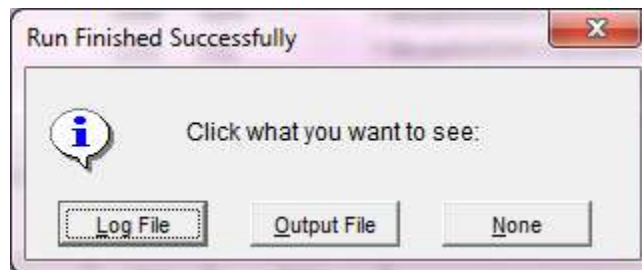 Run Finished Successfully
Click what you want to see:
Log File Output File None